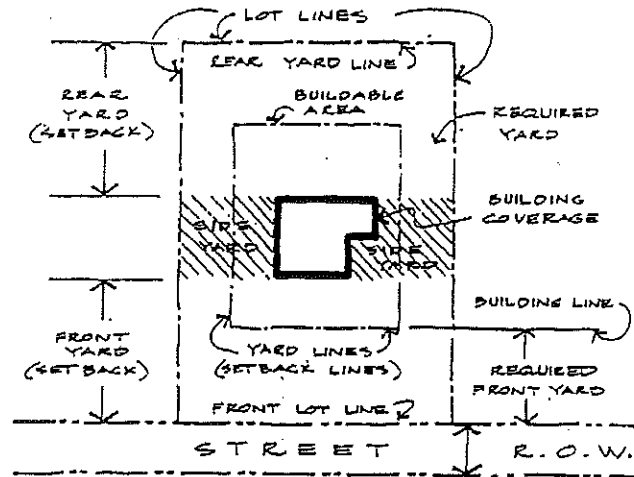 LOT LINES
REAR YARD LINE
BUILDABLE
AREA
REAR
YARD
(SETBACK)
REQUIRED
YARD
BUILDING
COVERAGE
SIDE
YARD
SIDE
YARD
BUILDING LINE
FRONT
YARD
(SETBACK)
YARD LINES
(SETBACK LINES)
REQUIRED
FRONT YARD
FRONT LOT LINE
STREET
R.O.W.